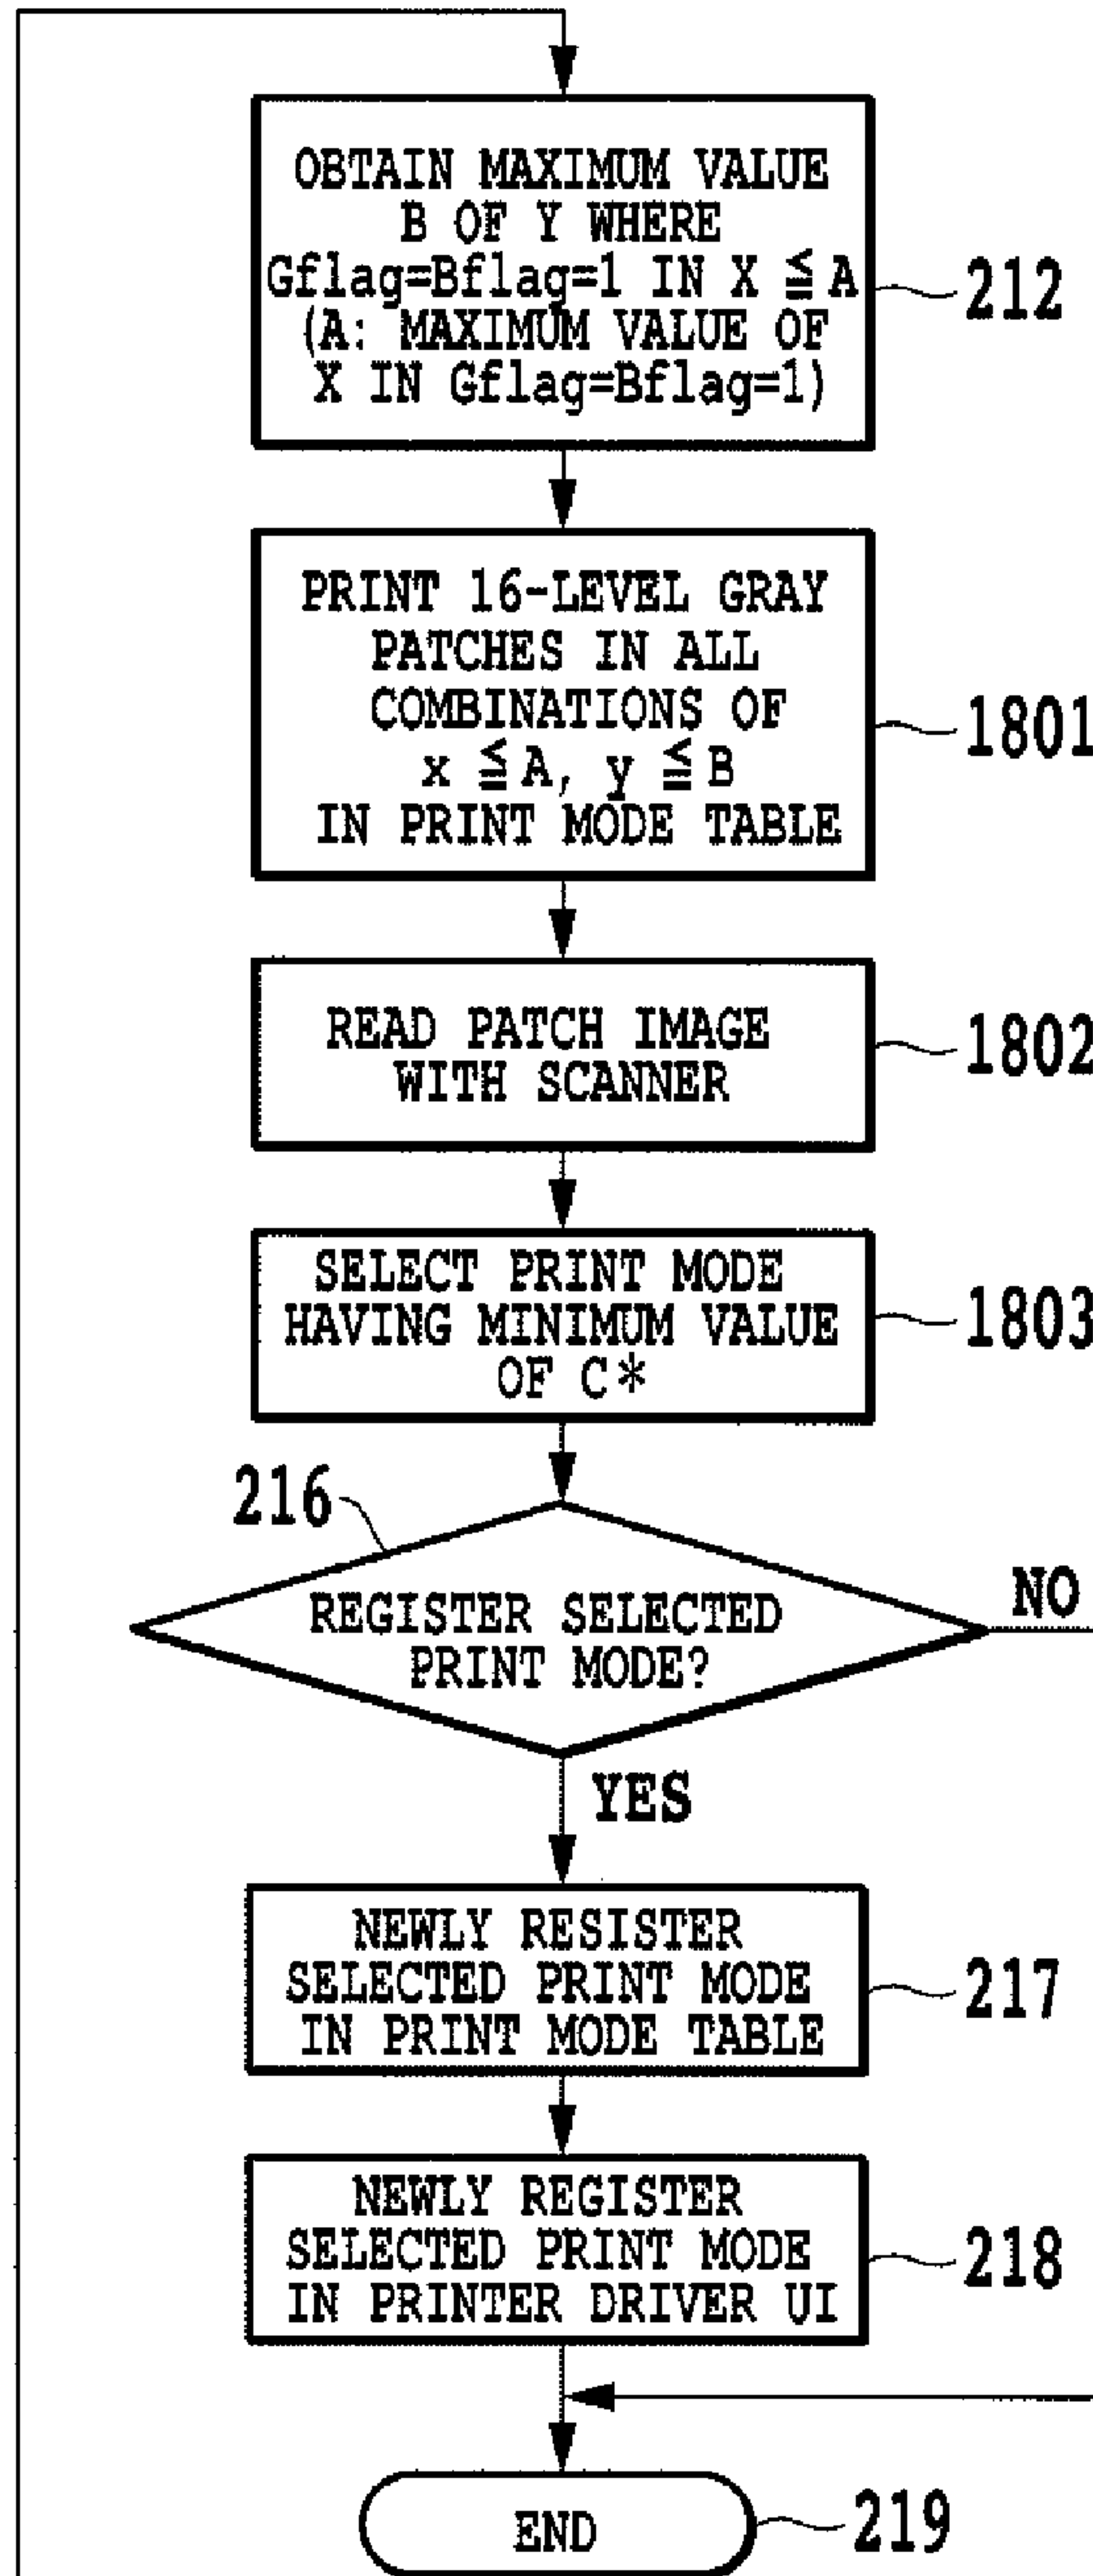 OBTAIN MAXIMUM VALUE
B OF Y WHERE
Gflag=Bflag=1 IN X ≦ A
(A: MAXIMUM VALUE OF
X IN Gflag=Bflag=1)
212
PRINT 16-LEVEL GRAY
PATCHES IN ALL
COMBINATIONS OF
x ≦ A, y ≦ B
IN PRINT MODE TABLE
1801
READ PATCH IMAGE
WITH SCANNER
1802
SELECT PRINT MODE
HAVING MINIMUM VALUE
OF C*
1803
216
REGISTER SELECTED
PRINT MODE?
NO
YES
NEWLY RESISTER
SELECTED PRINT MODE
IN PRINT MODE TABLE
217
NEWLY REGISTER
SELECTED PRINT MODE
IN PRINTER DRIVER UI
218
END
219